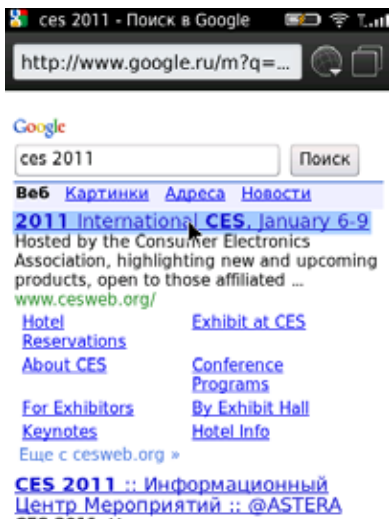 ces 2011 - Поиск в Google
http://www.google.ru/m?q=...
Google
ces 2011
Поиск
Веб Картинки Адреса Новости
2011 International CES, January 6-9
Hosted by the Consumer Electronics
Association, highlighting new and upcoming
products, open to those affiliated ...
www.cesweb.org/
Hotel Reservations
Exhibit at CES
About CES
Conference Programs
For Exhibitors
By Exhibit Hall
Keynotes
Hotel Info
Еще с cesweb.org »
CES 2011 :: Информационный
Центр Мероприятий :: @ASTERA